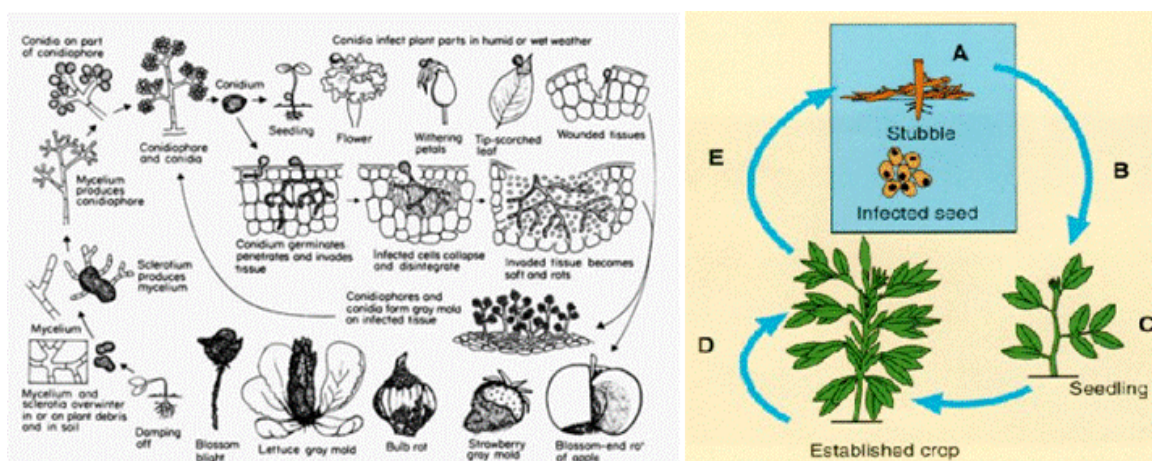 Conidia on part
of conidiophore
Conidia infect plant parts in humid or wet weather
Conidium
Seedling
Flower
Withering
petals
Tip-scorched
leaf
Wounded tissues
Conidiophore
and conidia
Mycelium
produces
conidiophore
Conidium germinates
penetrates and invades
tissue
Infected cells collapse
and disintegrate
Invaded tissue becomes
soft and rots
Sclerotium
produces
mycelium
Conidiophores and
conidia form gray mold
on infected tissue
Mycelium
Mycelium and
sclerotia overwinter
in or on plant debris
and in soil
Damping
off
Blossom
blight
Lettuce gray mold
Bulb rot
Strawberry
gray mold
Blossom-end rot
of apple
A
Stubble
Infected seed
E
B
D
C
Seedling
Established crop